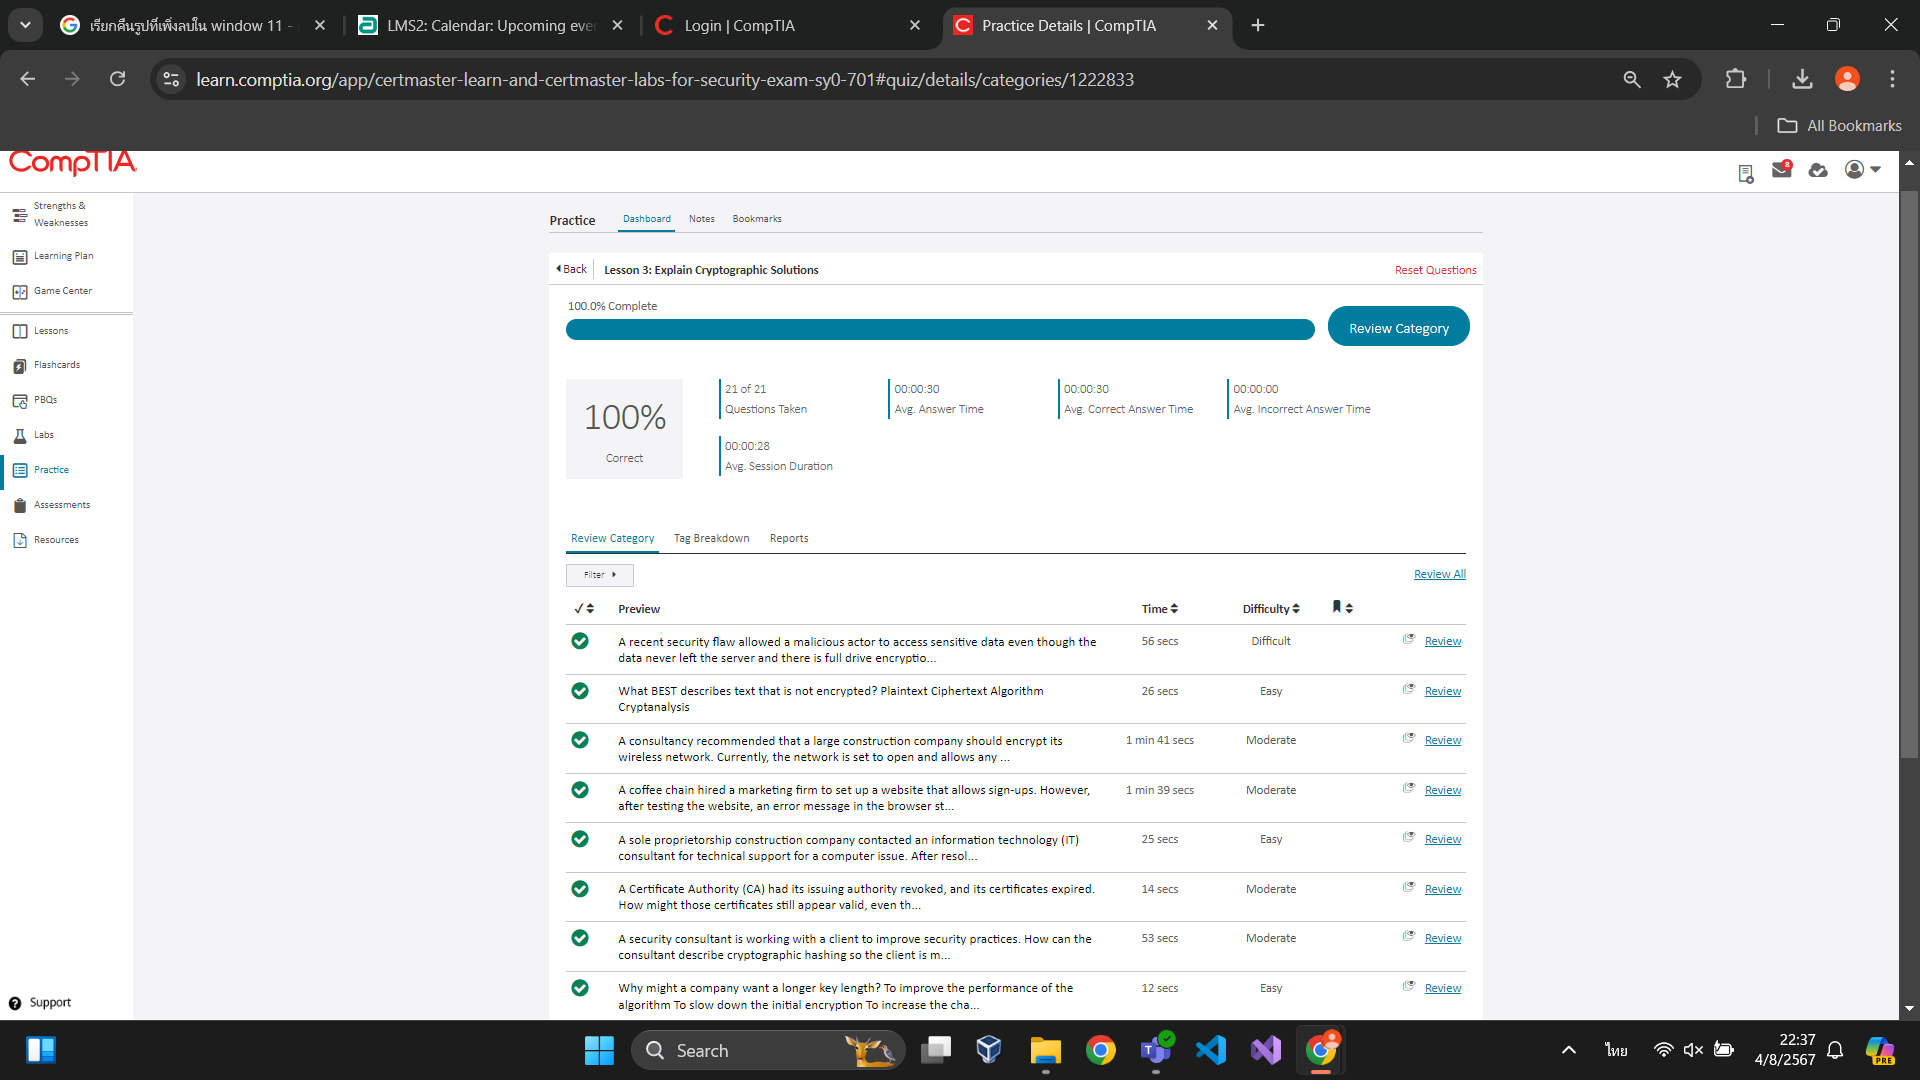 เรียกคืนรูปที่เพิ่งลบใน window 11 -
LMS2: Calendar: Upcoming eve
Login | CompTIA
Practice Details | CompTIA
learn.comptia.org/app/certmaster-learn-and-certmaster-labs-for-security-exam-sy0-701#quiz/details/categories/1222833
All Bookmarks
CompTIA.
8
Strengths &
Weaknesses
Learning Plan
Game Center
Lessons
Flashcards
PBQs
Labs
Practice
Assessments
Resources
Support
Practice
Dashboard
Notes
Bookmarks
Back
Lesson 3: Explain Cryptographic Solutions
Reset Questions
100.0% Complete
Review Category
100%
Correct
21 of 21
Questions Taken
00:00:30
Avg. Answer Time
00:00:30
Avg. Correct Answer Time
00:00:00
Avg. Incorrect Answer Time
00:00:28
Avg. Session Duration
Review Category
Tag Breakdown
Reports
Filter
Review All
Preview
Time
Difficulty
A recent security flaw allowed a malicious actor to access sensitive data even though the
data never left the server and there is full drive encryptio...
56 secs
Difficult
Review
What BEST describes text that is not encrypted? Plaintext Ciphertext Algorithm
Cryptanalysis
26 secs
Easy
Review
A consultancy recommended that a large construction company should encrypt its
wireless network. Currently, the network is set to open and allows any ...
1 min 41 secs
Moderate
Review
A coffee chain hired a marketing firm to set up a website that allows sign-ups. However,
after testing the website, an error message in the browser st...
1 min 39 secs
Moderate
Review
A sole proprietorship construction company contacted an information technology (IT)
consultant for technical support for a computer issue. After resol...
25 secs
Easy
Review
A Certificate Authority (CA) had its issuing authority revoked, and its certificates expired.
How might those certificates still appear valid, even th...
14 secs
Moderate
Review
A security consultant is working with a client to improve security practices. How can the
consultant describe cryptographic hashing so the client is m...
53 secs
Moderate
Review
Why might a company want a longer key length? To improve the performance of the
algorithm To slow down the initial encryption To increase the cha...
12 secs
Easy
Review
Search
ไทย
22:37
4/8/2567
PRE